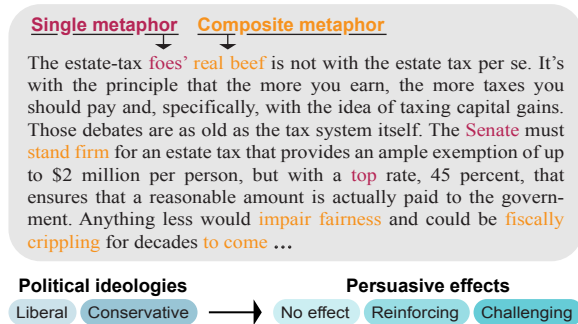 Single metaphor Composite metaphor
The estate-tax foes' real beef is not with the estate tax per se. It's
with the principle that the more you earn, the more taxes you
should pay and, specifically, with the idea of taxing capital gains.
Those debates are as old as the tax system itself. The Senate must
stand firm for an estate tax that provides an ample exemption of up
to $2 million per person, but with a top rate, 45 percent, that
ensures that a reasonable amount is actually paid to the govern-
ment. Anything less would impair fairness and could be fiscally
crippling for decades to come ...
Political ideologies Persuasive effects
Liberal Conservative No effect Reinforcing Challenging